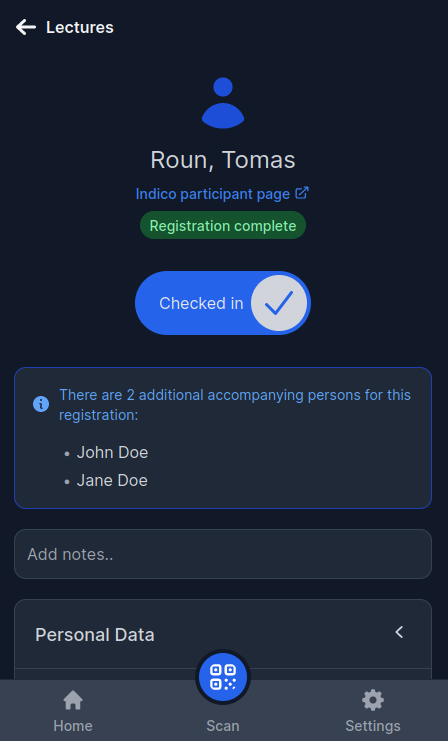 Lectures
Roun, Tomas
Indico participant page
Registration complete
Checked in
There are 2 additional accompanying persons for this
registration:
• John Doe
• Jane Doe
Add notes..
Personal Data
Home
Scan
Settings